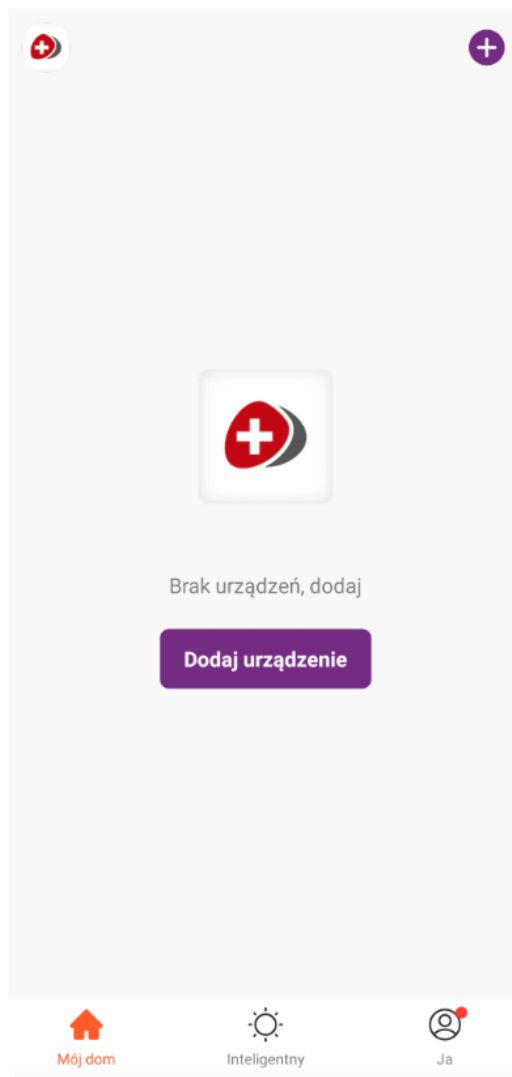 Brak urządzeń, dodaj
Dodaj urządzenie
Mój dom
Inteligentny
Ja